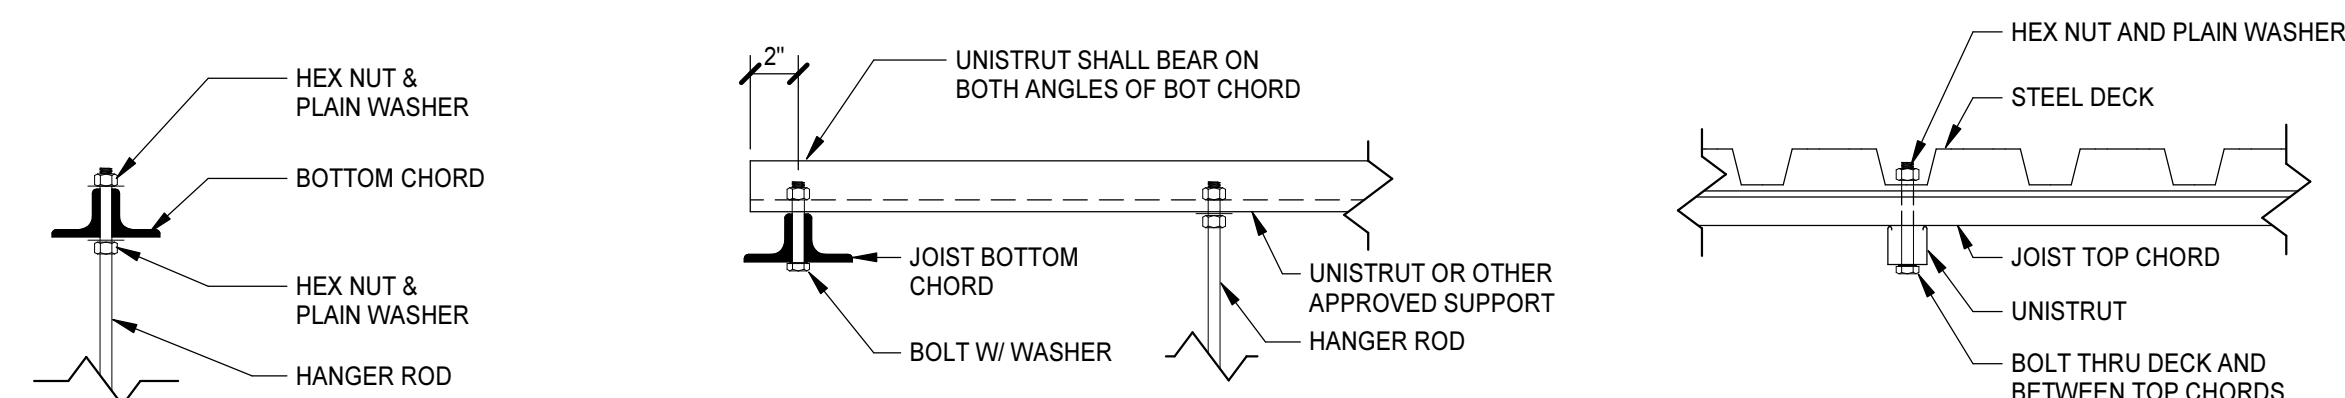 HEX NUT &
PLAIN WASHER
BOTTOM CHORD
HEX NUT &
PLAIN WASHER
HANGER ROD
2"
UNISTRUT SHALL BEAR ON
BOTH ANGLES OF BOT CHORD
JOIST BOTTOM
CHORD
BOLT W/ WASHER
UNISTRUT OR OTHER
APPROVED SUPPORT
HANGER ROD
HEX NUT AND PLAIN WASHER
STEEL DECK
JOIST TOP CHORD
UNISTRUT
BOLT THRU DECK AND
BETWEEN TOP CHORDS